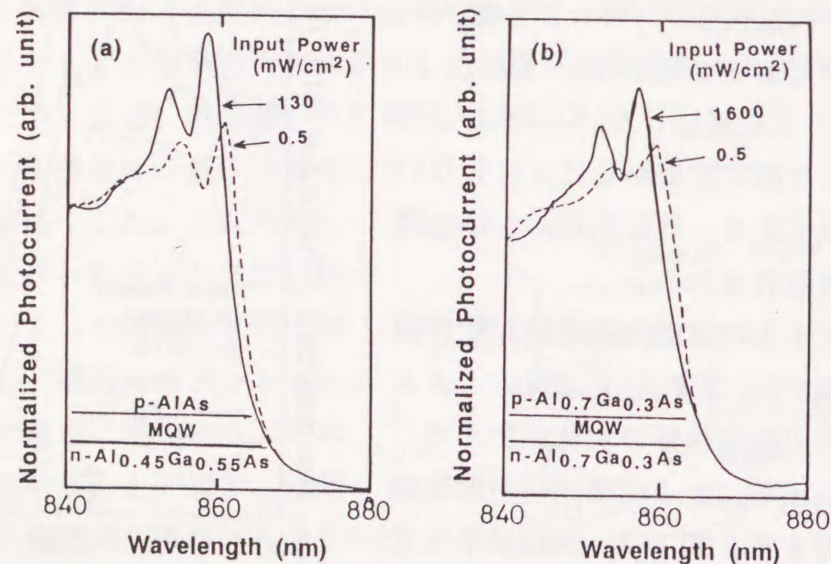 Normalized Photocurrent (arb. unit)
(a)
Input Power
(mW/cm2)
130
0.5
p-AlAs
MQW
n-Al0.45Ga0.55As
840
860
880
Wavelength (nm)
Normalized Photocurrent (arb. unit)
(b)
Input Power
(mW/cm2)
1600
0.5
p-Al0.7Ga0.3As
MQW
n-Al0.7Ga0.3As
840
860
880
Wavelength (nm)